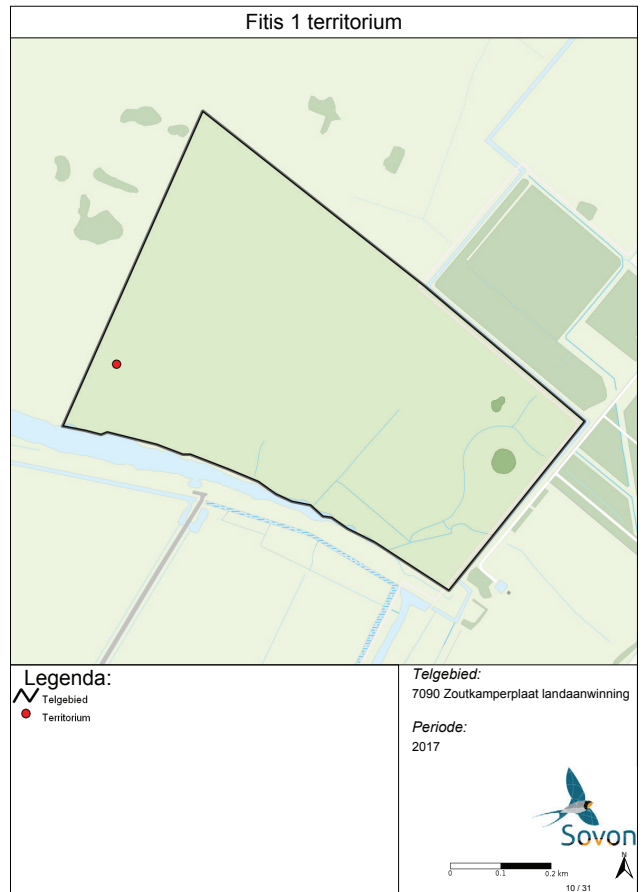 Fitis 1 territorium
Legenda:
Telgebied
Territorium
Telgebied:
7090 Zoutkamperplaat landaanwinning
Periode:
2017
Sovon
N
0 0.1 0.2 km
10 / 31